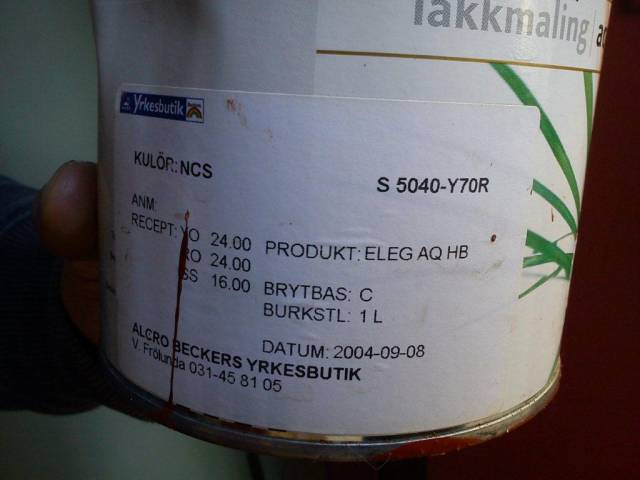 lakkmaling
Yrkesbutik
KULÖR: NCS S 5040-Y70R
ANM:
RECEPT: YO 24.00 PRODUKT: ELEG AQ HB
RO 24.00
SS 16.00 BRYTBAS: C
BURKSTL: 1 L
DATUM: 2004-09-08
ALCRO BECKERS YRKESBUTIK
V. Frölunda 031-45 81 05